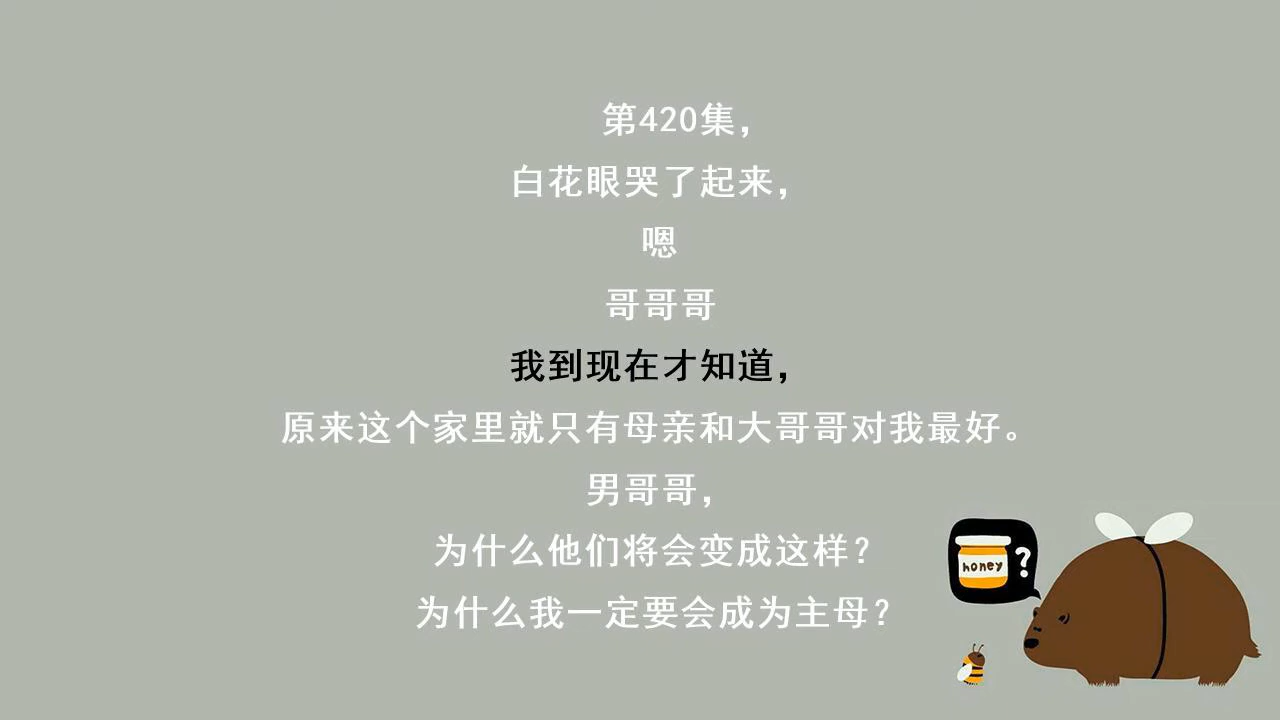 第420集，
白花眼哭了起来，
嗯
哥哥哥
我到现在才知道，
原来这个家里就只有母亲和大哥哥对我最好。
男哥哥，
为什么他们将会变成这样？
为什么我一定要会成为主母？
honey ?